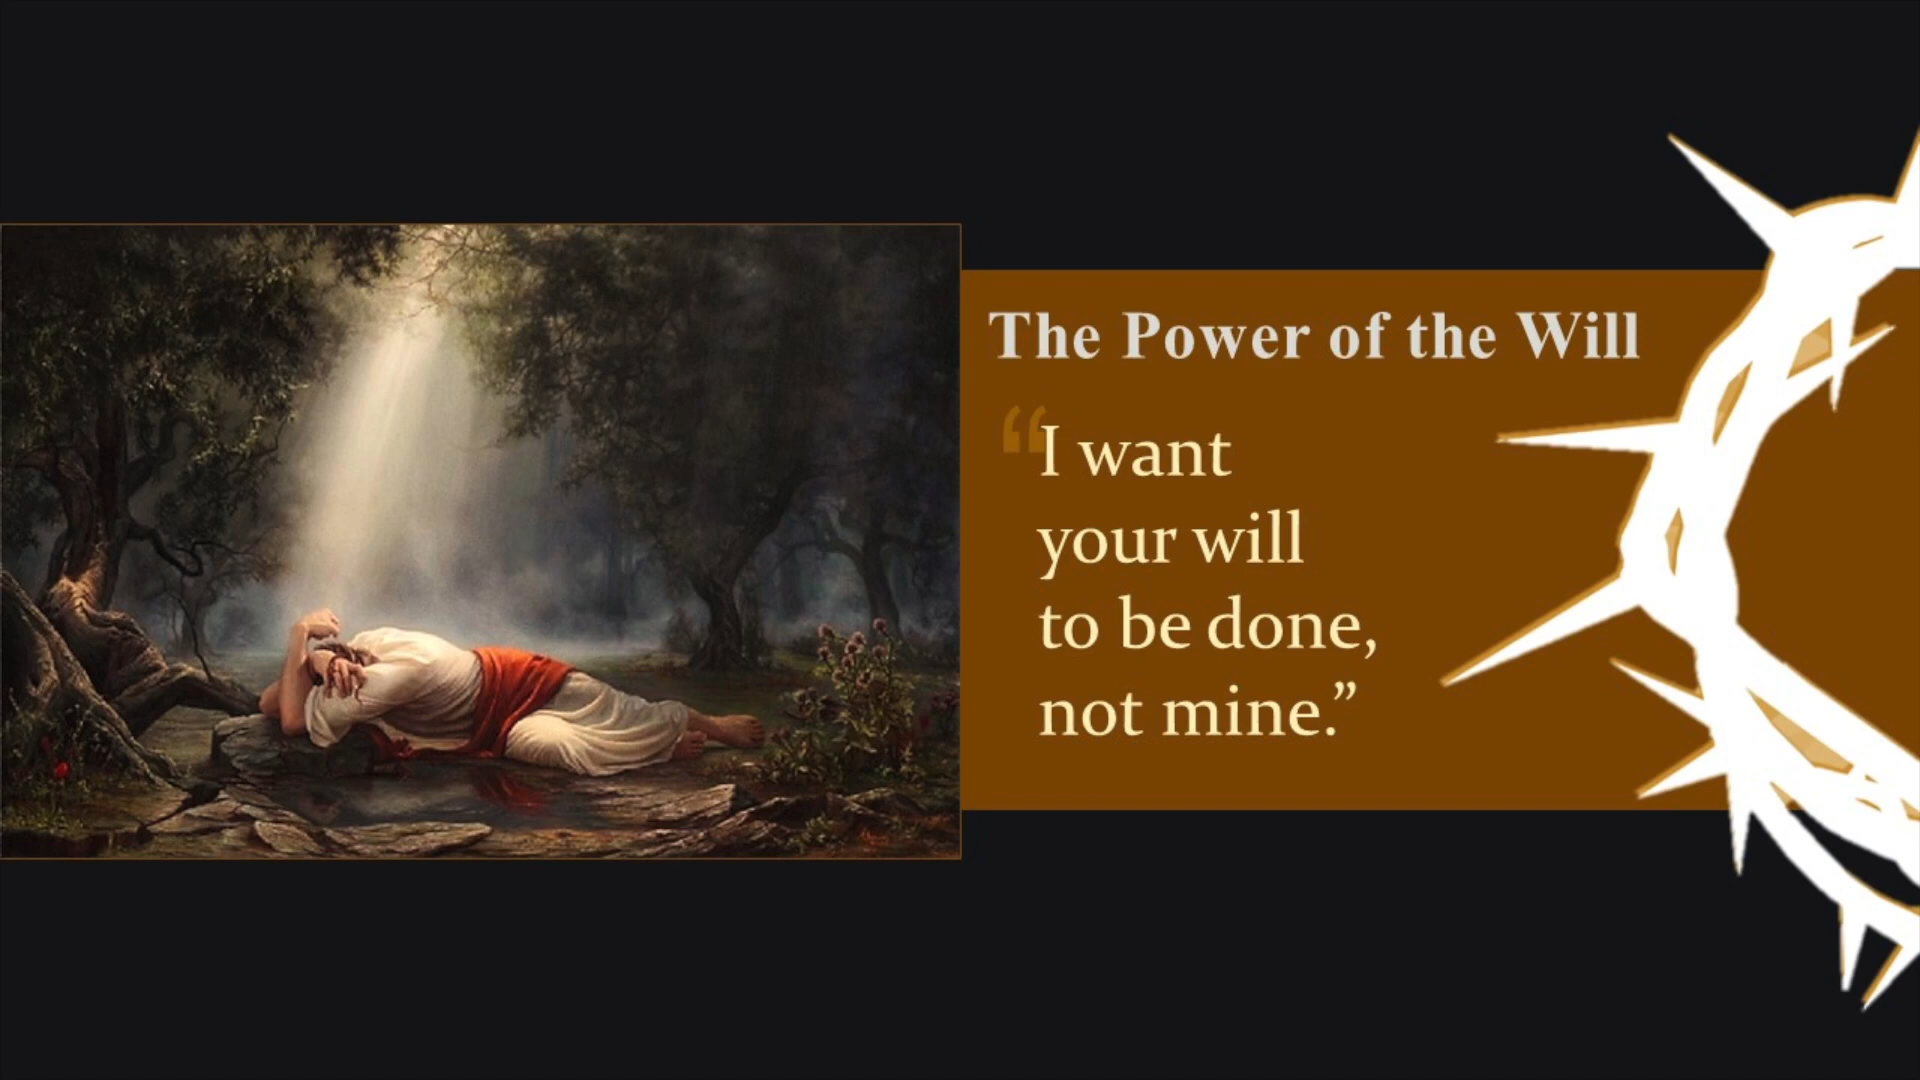 The Power of the Will
“I want
your will
to be done,
not mine.”